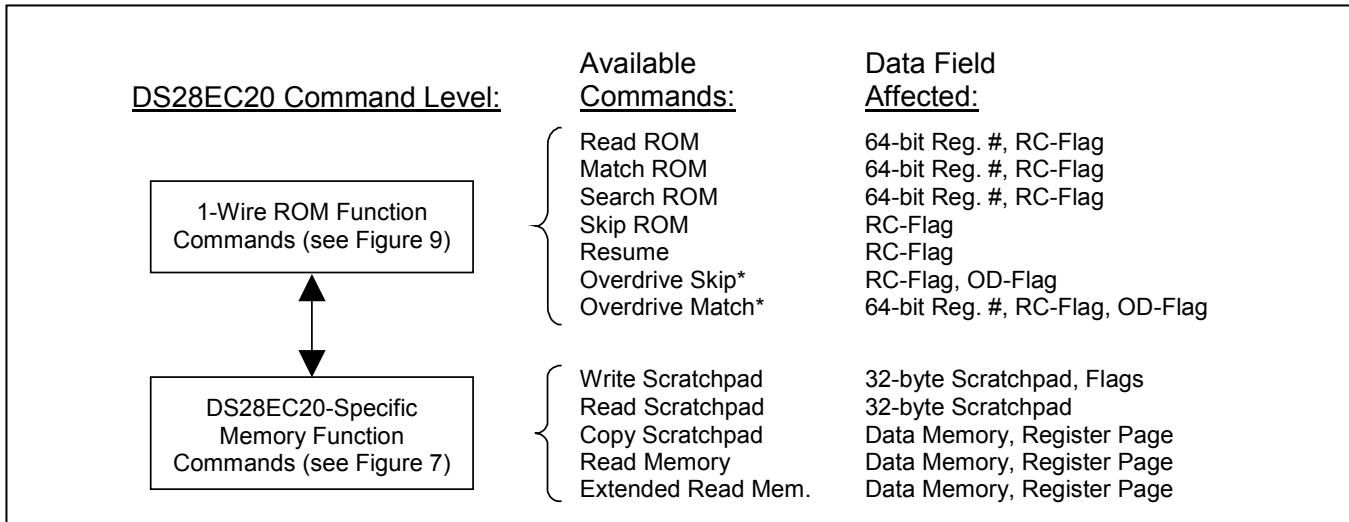 DS28EC20 Command Level:
Available
Commands:
Data Field
Affected:
1-Wire ROM Function
Commands (see Figure 9)
Read ROM 64-bit Reg. #, RC-Flag
Match ROM 64-bit Reg. #, RC-Flag
Search ROM 64-bit Reg. #, RC-Flag
Skip ROM RC-Flag
Resume RC-Flag
Overdrive Skip* RC-Flag, OD-Flag
Overdrive Match* 64-bit Reg. #, RC-Flag, OD-Flag
DS28EC20-Specific
Memory Function
Commands (see Figure 7)
Write Scratchpad 32-byte Scratchpad, Flags
Read Scratchpad 32-byte Scratchpad
Copy Scratchpad Data Memory, Register Page
Read Memory Data Memory, Register Page
Extended Read Mem. Data Memory, Register Page